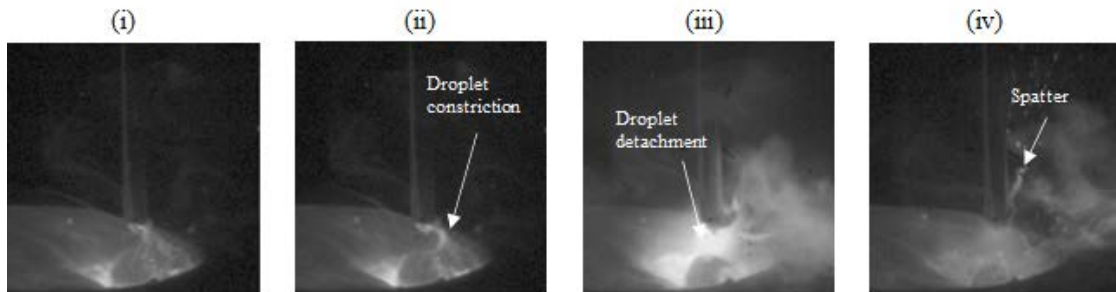 (i)
(ii)
(iii)
(iv)
Droplet
constriction
Droplet
detachment
Spatter